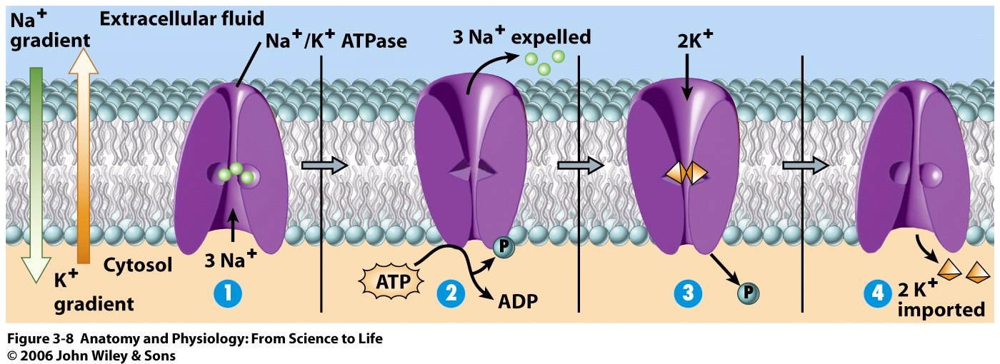 Na+
gradient
Extracellular fluid
Na+/K+ ATPase
3 Na+ expelled
2K+
K+
gradient
Cytosol
3 Na+
1
ATP
P
ADP
2
3
P
4
2 K+
imported
Figure 3-8 Anatomy and Physiology: From Science to Life
© 2006 John Wiley & Sons